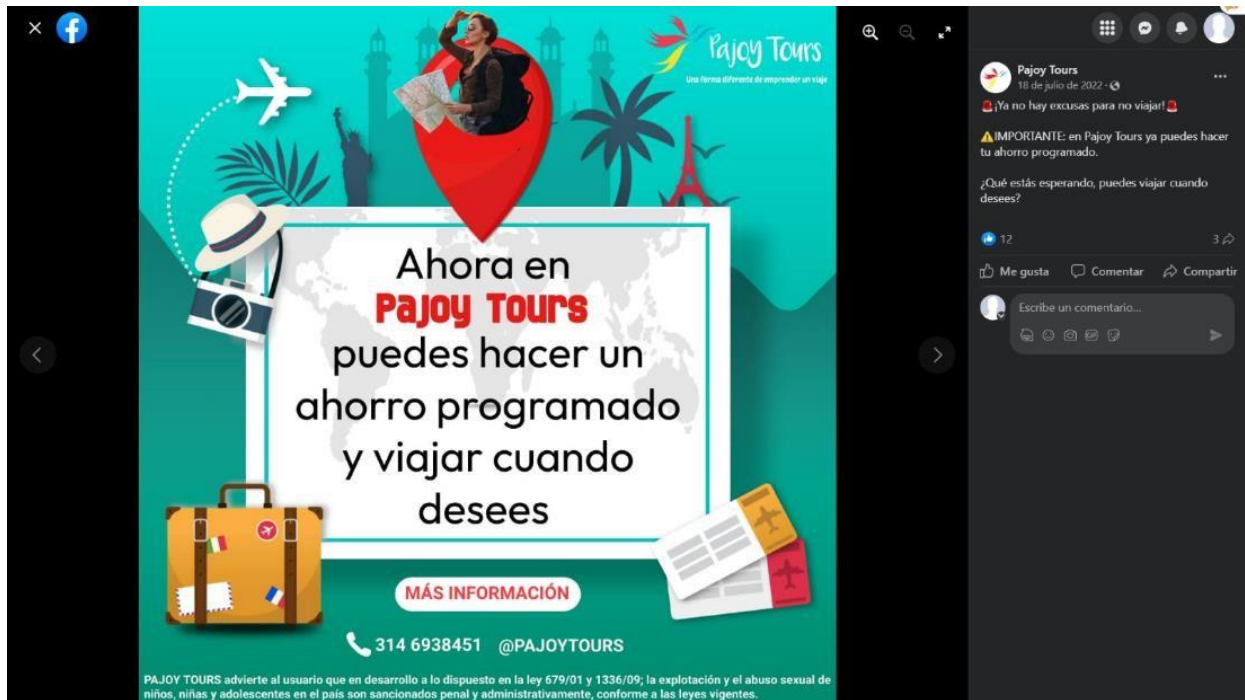 Pajoy Tours
Una forma diferente de emprender un viaje
Ahora en
Pajoy Tours
puedes hacer un
ahorro programado
y viajar cuando
desees
MÁS INFORMACIÓN
314 6938451 @PAJOYTOURS
PAJOY TOURS advierte al usuario que en desarrollo a lo dispuesto en la ley 679/01 y 1336/09; la explotación y el abuso sexual de
niños, niñas y adolescentes en el país son sancionados penal y administrativamente, conforme a las leyes vigentes.
Pajoy Tours
18 de julio de 2022 ·
¡Ya no hay excusas para no viajar!
IMPORTANTE: en Pajoy Tours ya puedes hacer
tu ahorro programado.
¿Qué estás esperando, puedes viajar cuando
desees?
12 3
Me gusta Comentar Compartir
Escribe un comentario...